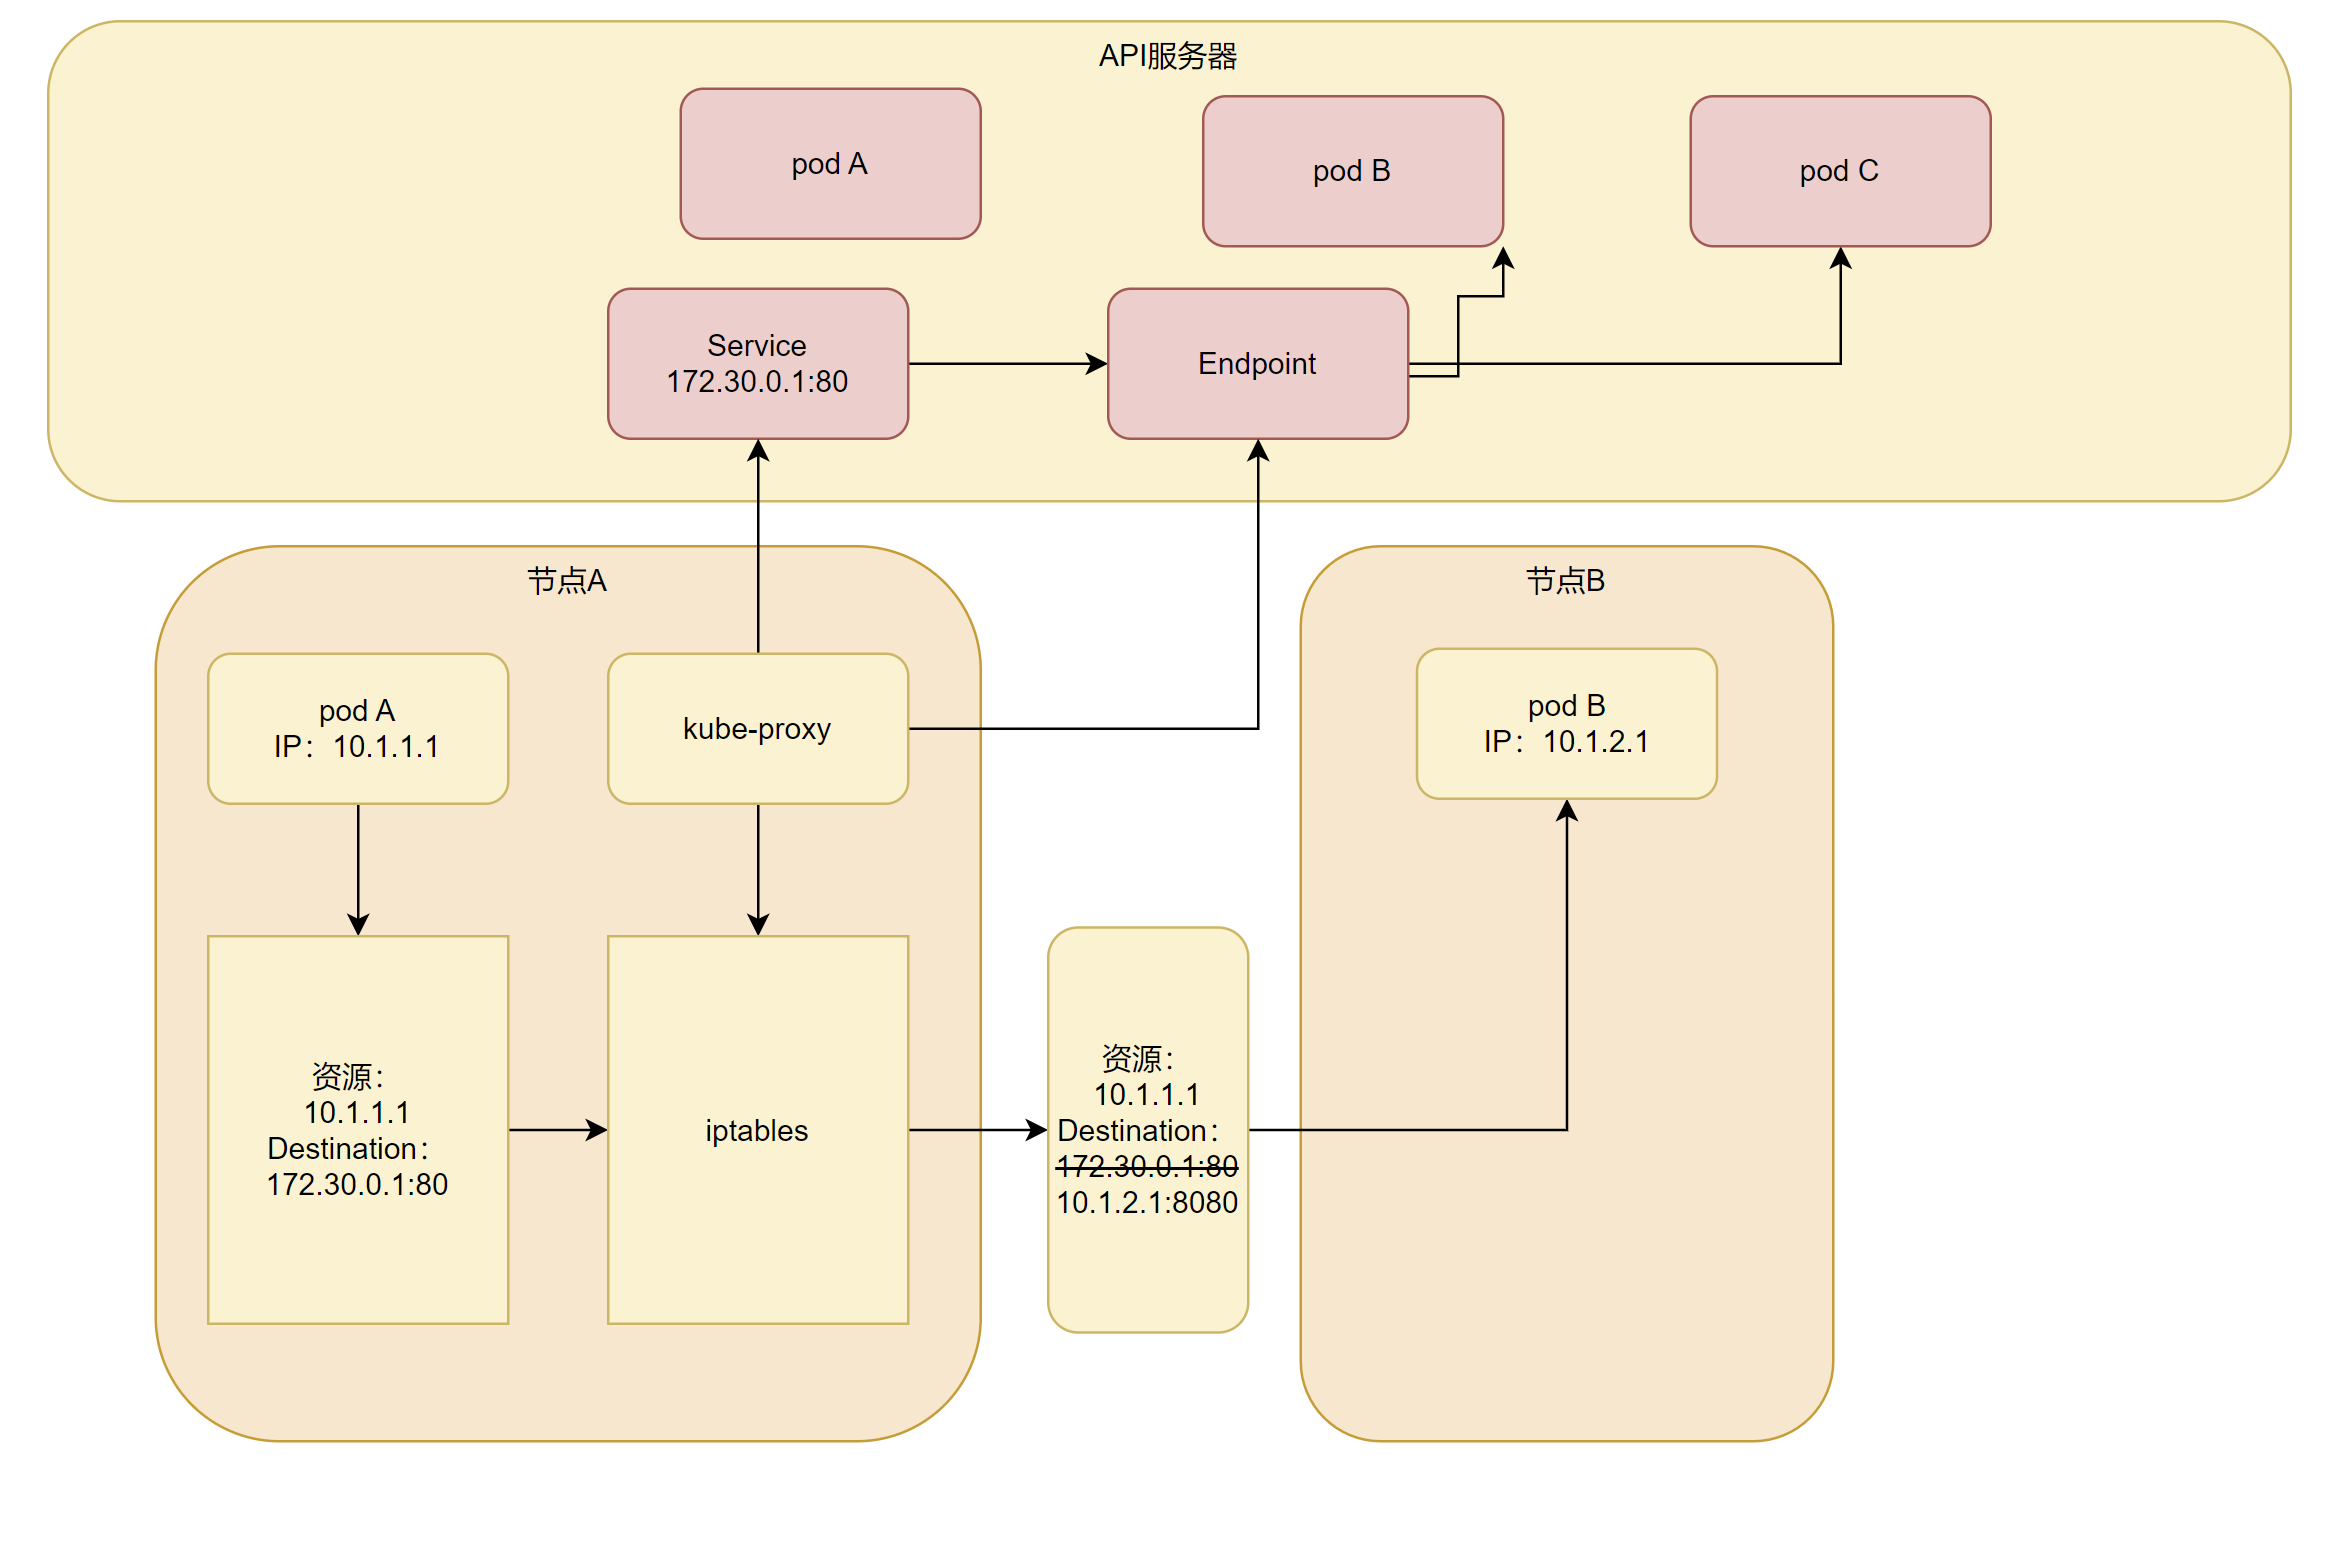 API服务器
pod A
pod B
pod C
Service
172.30.0.1:80
Endpoint
节点A
节点B
pod A
IP：10.1.1.1
kube-proxy
pod B
IP：10.1.2.1
资源：
10.1.1.1
Destination：
172.30.0.1:80
iptables
资源：
10.1.1.1
Destination：
172.30.0.1:80
10.1.2.1:8080